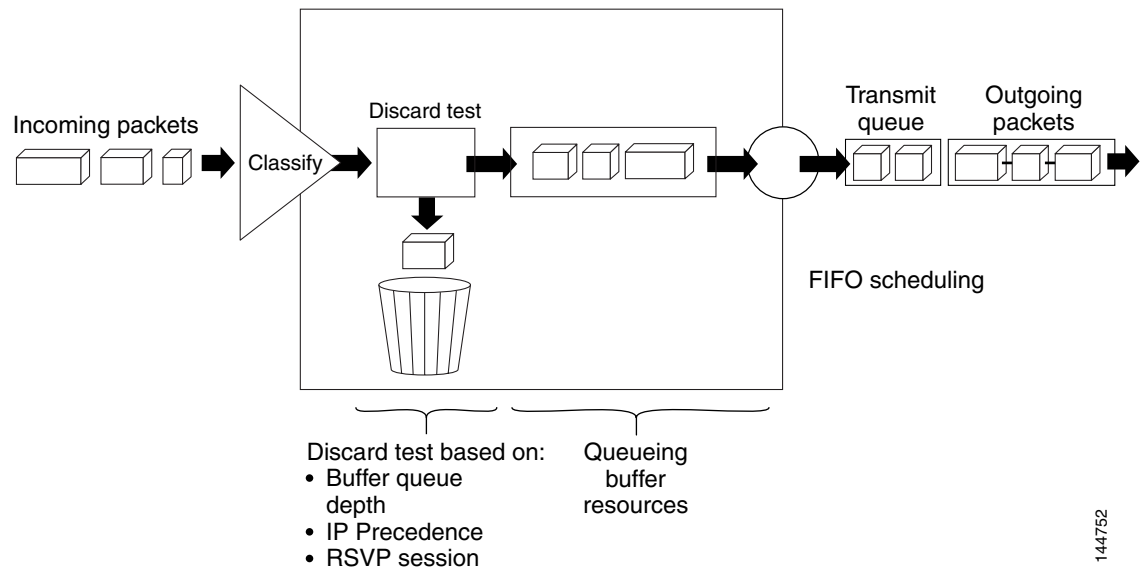 Incoming packets
Classify
Discard test
Transmit
queue
Outgoing
packets
FIFO scheduling
Discard test based on:
• Buffer queue
depth
• IP Precedence
• RSVP session
Queueing
buffer
resources
144752